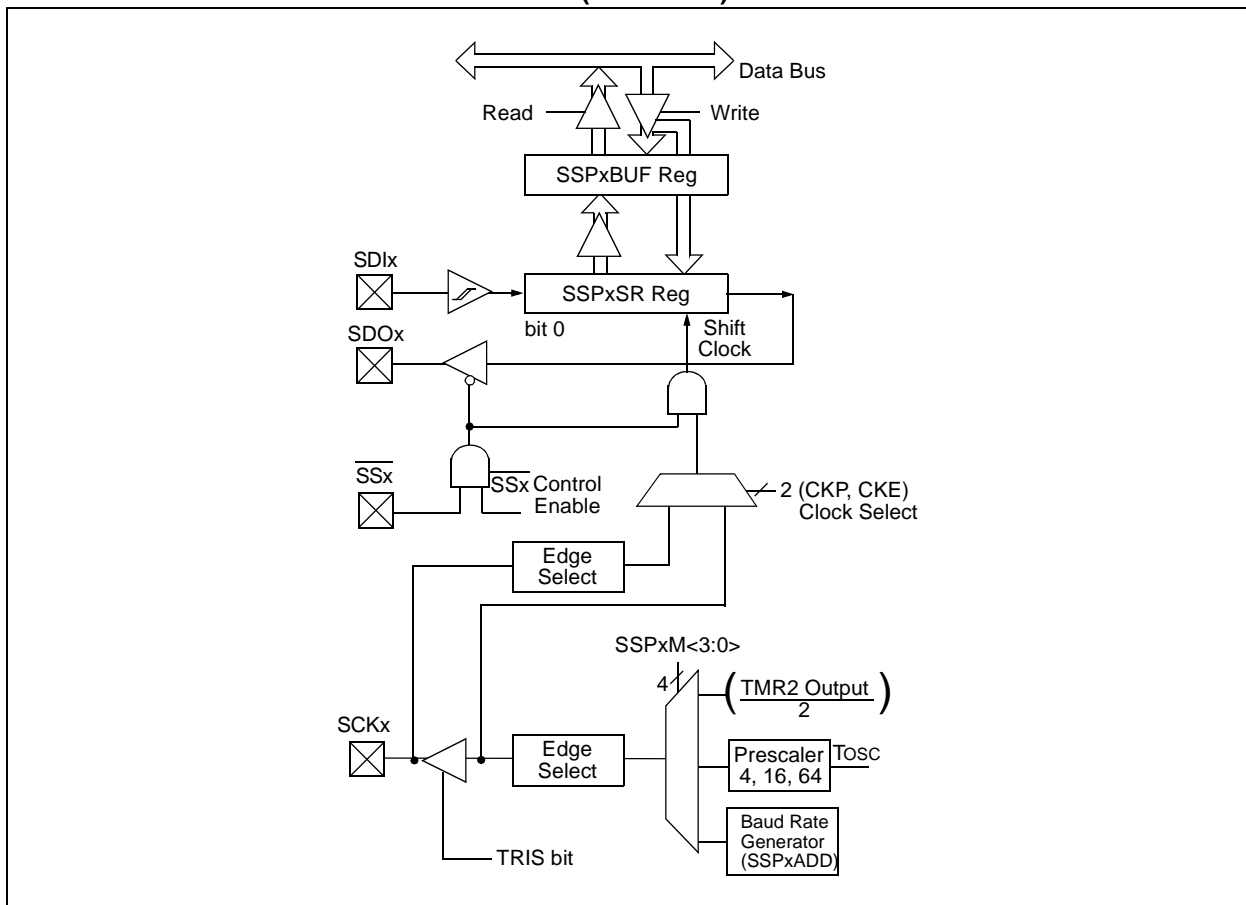 Data Bus
Read
Write
SSPxBUF Reg
SDIx
SSPxSR Reg
bit 0
Shift
Clock
SDOx
SSx
SSx Control
Enable
2 (CKP, CKE)
Clock Select
Edge
Select
SSPxM<3:0>
4
(TMR2 Output
2)
SCKx
Edge
Select
Prescaler
4, 16, 64
TOSC
Baud Rate
Generator
(SSPxADD)
TRIS bit